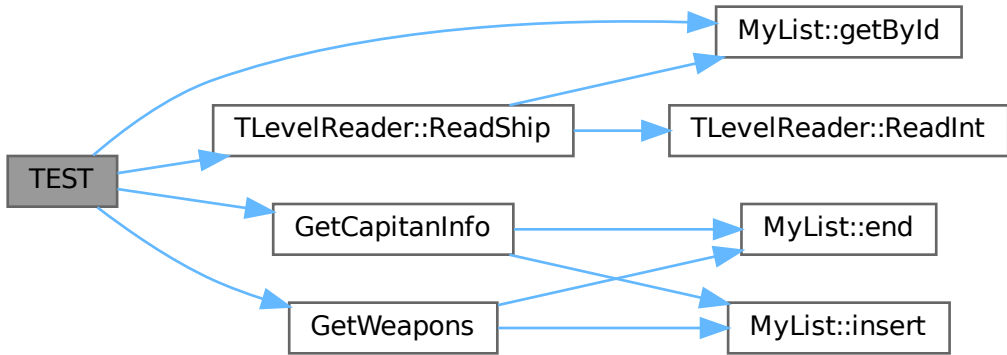 TEST
MyList::getById
TLevelReader::ReadShip
TLevelReader::ReadInt
GetCapitanInfo
MyList::end
GetWeapons
MyList::insert